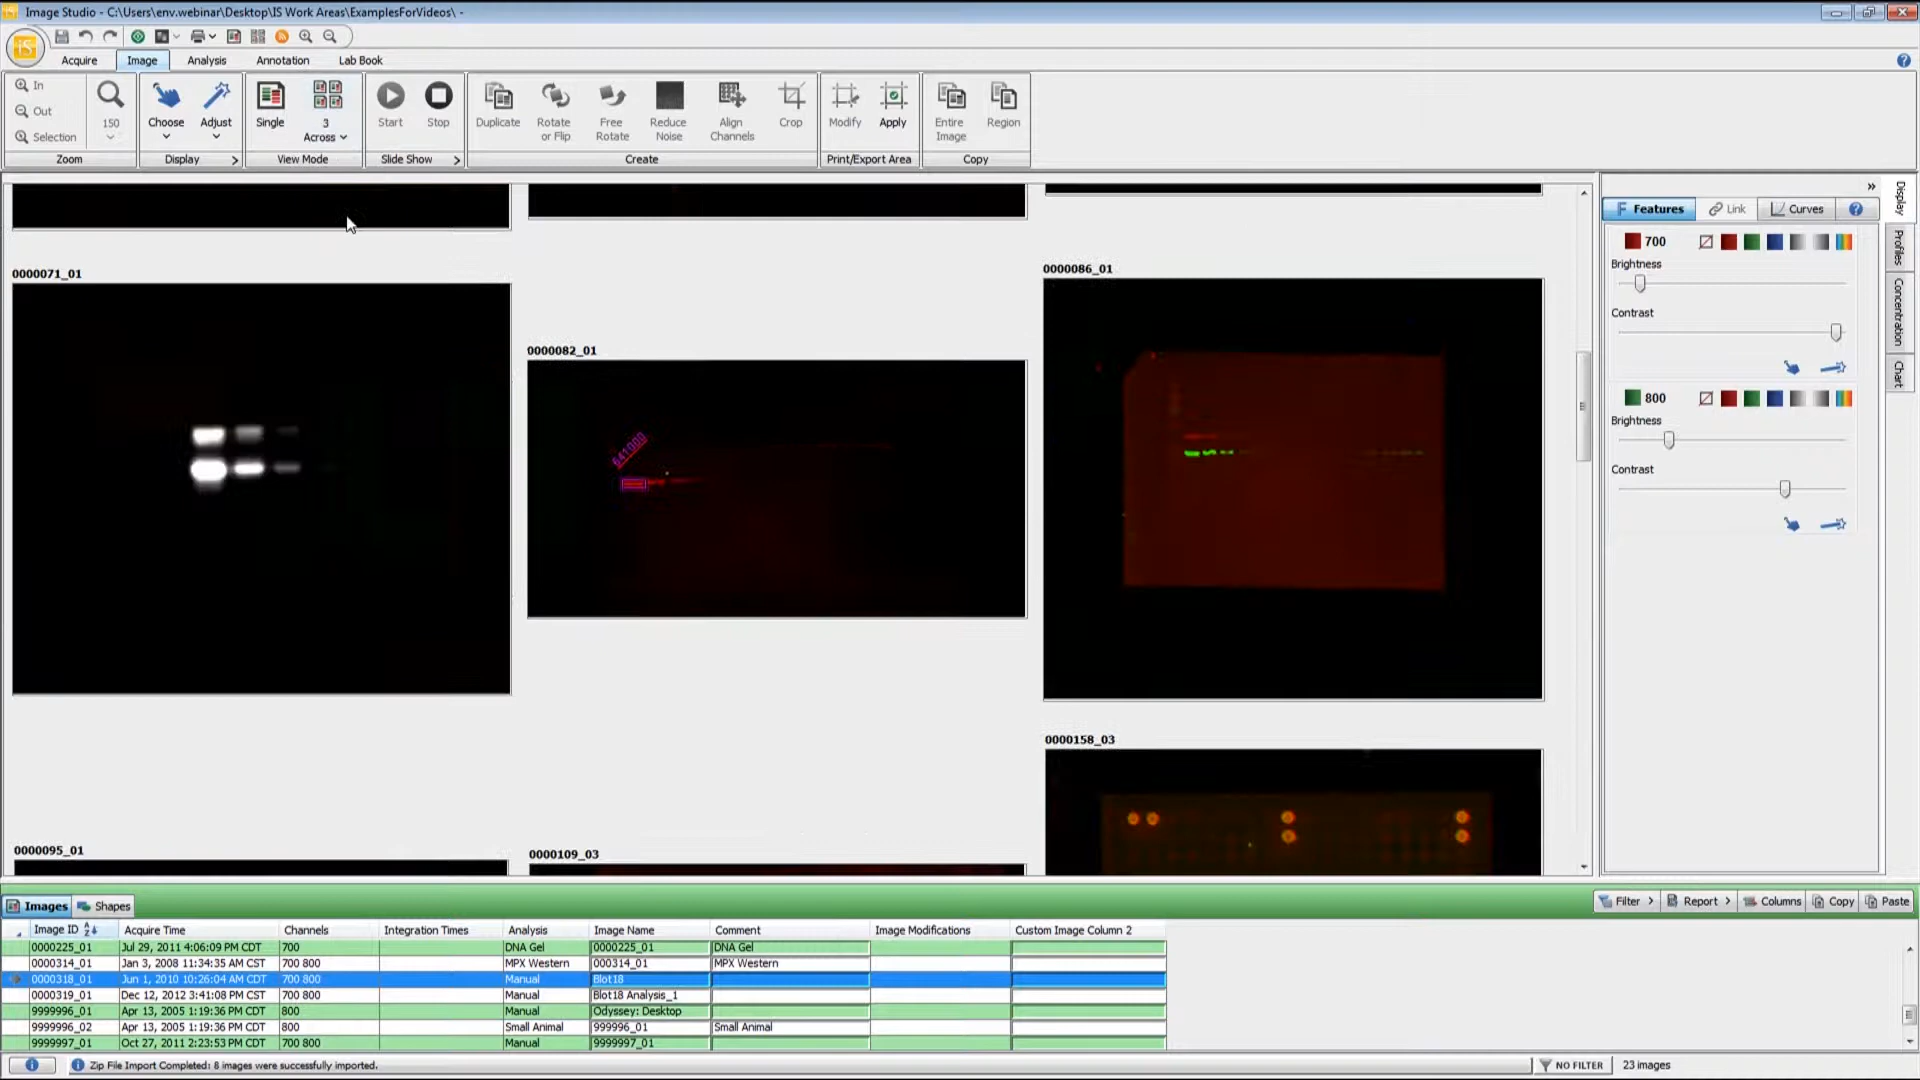 Image Studio - C:\Users\env.webinar\Desktop\IS Work Areas\ExamplesForVideos\ -
iS
Acquire Image Analysis Annotation Lab Book
In
Out
Selection
150
Zoom
Choose
Adjust
Display
Single
3 Across
View Mode
Start
Stop
Slide Show
Duplicate
Rotate or Flip
Free Rotate
Reduce Noise
Align Channels
Crop
Create
Modify
Apply
Print/Export Area
Entire Image
Region
Copy
0000071_01
0000082_01
641000
0000086_01
0000158_03
0000095_01
0000109_03
Features Link Curves
700
Brightness
Contrast
800
Brightness
Contrast
Display
Profiles
Concentration
Chart
Images Shapes
Filter Report Columns Copy Paste
Image ID Acquire Time Channels Integration Times Analysis Image Name Comment Image Modifications Custom Image Column 2
0000225_01 Jul 29, 2011 4:06:09 PM CDT 700 DNA Gel 0000225_01 DNA Gel
0000314_01 Jan 3, 2008 11:34:35 AM CST 700 800 MPX Western 000314_01 MPX Western
0000318_01 Jun 1, 2010 10:26:04 AM CDT 700 800 Manual Blot18
0000319_01 Dec 12, 2012 3:41:08 PM CST 700 800 Manual Blot18 Analysis_1
9999996_01 Apr 13, 2005 1:19:36 PM CDT 800 Manual Odyssey: Desktop
9999996_02 Apr 13, 2005 1:19:36 PM CDT 800 Small Animal 999996_01 Small Animal
9999997_01 Oct 27, 2011 2:23:53 PM CDT 700 800 Manual 9999997_01
Zip File Import Completed: 8 images were successfully imported.
NO FILTER 23 images